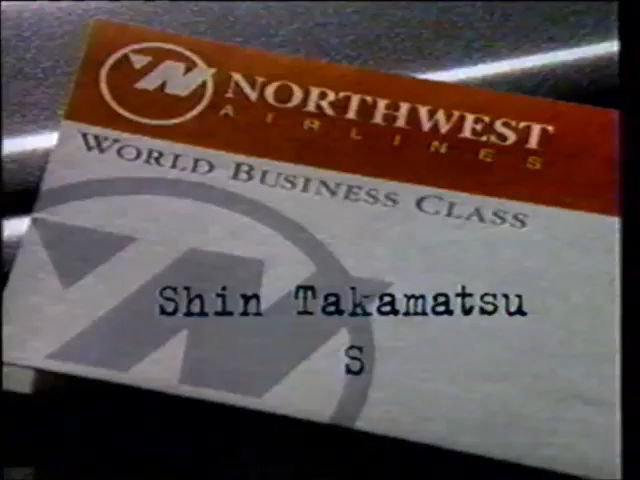 NORTHWEST
AIRLINES
WORLD BUSINESS CLASS
Shin Takamatsu
S